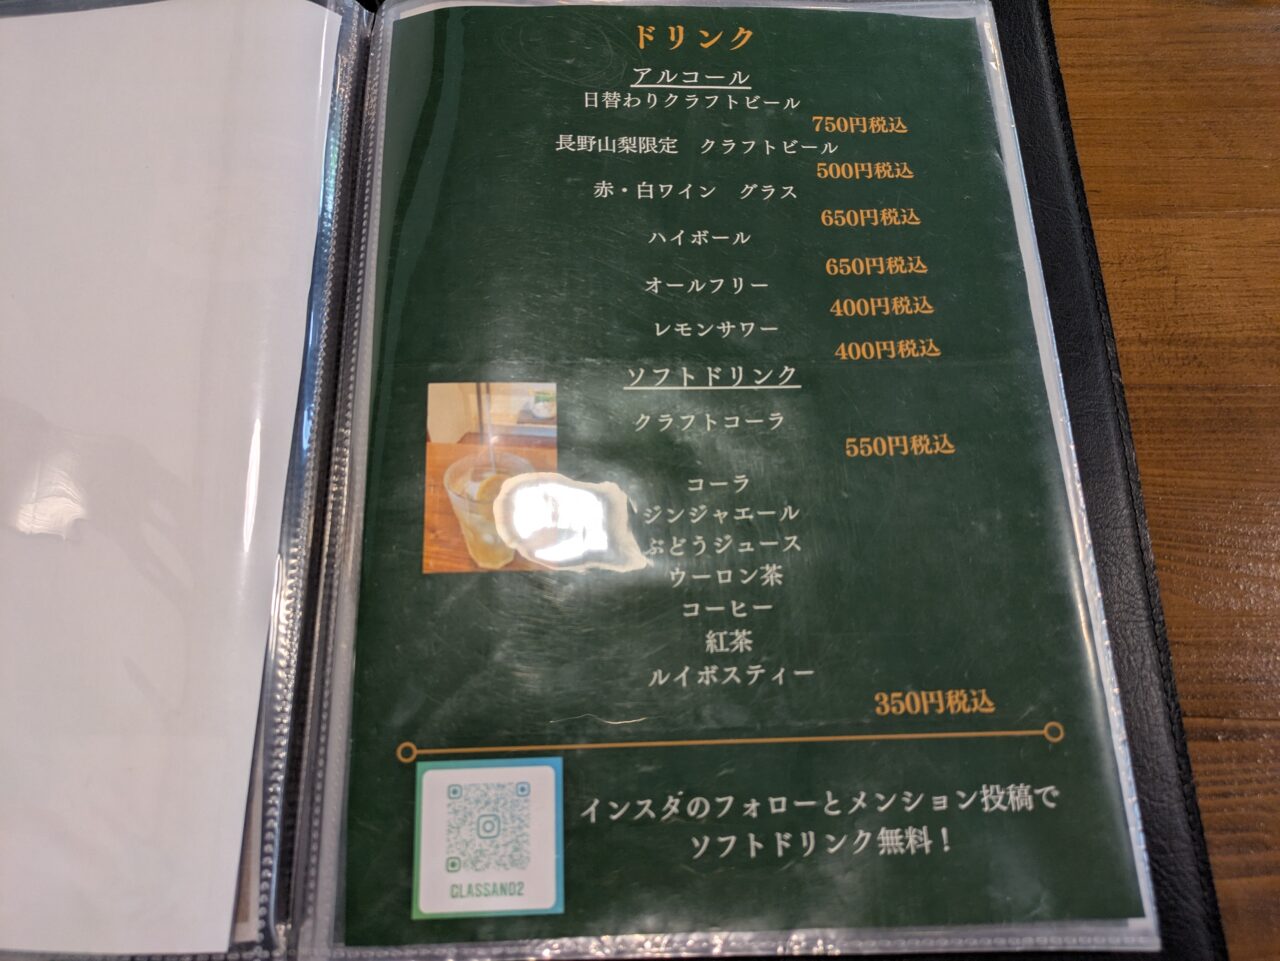 ドリンク
アルコール
日替わりクラフトビール
750円税込
長野山梨限定　クラフトビール
500円税込
赤・白ワイン　グラス
650円税込
ハイボール
650円税込
オールフリー
400円税込
レモンサワー
400円税込
ソフトドリンク
クラフトコーラ
550円税込
コーラ
ジンジャエール
ぶどうジュース
ウーロン茶
コーヒー
紅茶
ルイボスティー
350円税込
インスタのフォローとメンション投稿で
ソフトドリンク無料！
GLASSANO2